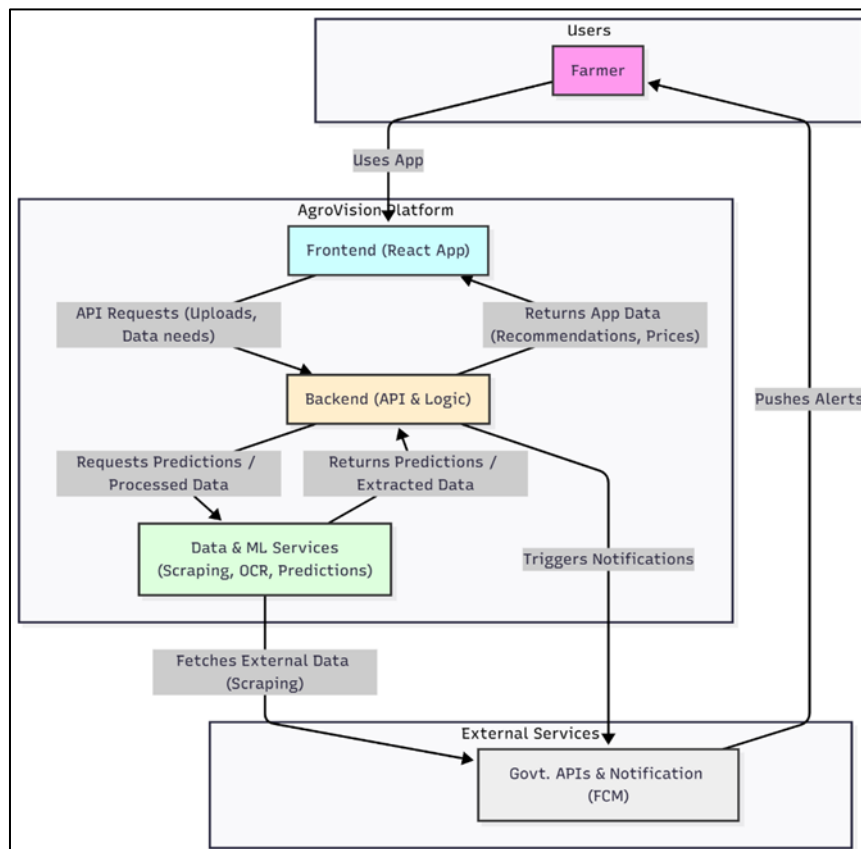 Users
Farmer
Uses App
AgroVision Platform
Frontend (React App)
API Requests (Uploads,
Data needs)
Returns App Data
(Recommendations, Prices)
Backend (API & Logic)
Pushes Alerts
Requests Predictions /
Processed Data
Returns Predictions /
Extracted Data
Data & ML Services
(Scraping, OCR, Predictions)
Triggers Notifications
Fetches External Data
(Scraping)
External Services
Govt. APIs & Notification
(FCM)